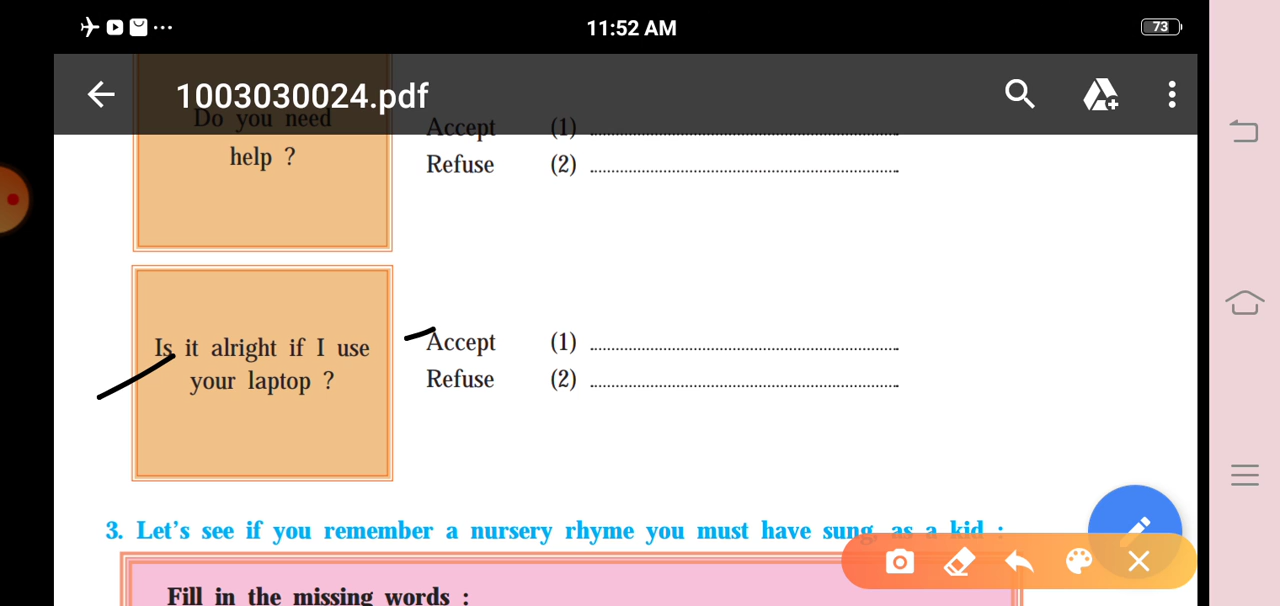 11:52 AM
73
1003030024.pdf
Do you need
help ?
Accept (1)
Refuse (2)
Is it alright if I use
your laptop ?
Accept (1)
Refuse (2)
3. Let's see if you remember a nursery rhyme you must have sung, as a kid :
Fill in the missing words :